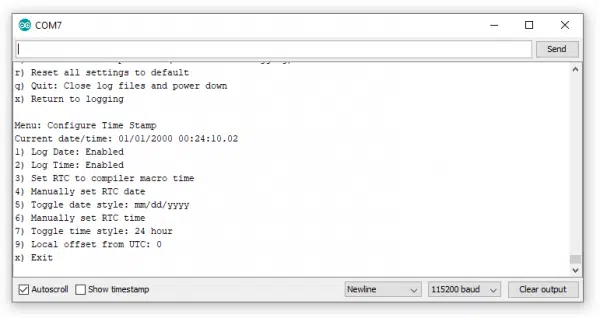 COM7
Send
r) Reset all settings to default
q) Quit: Close log files and power down
x) Return to logging
Menu: Configure Time Stamp
Current date/time: 01/01/2000 00:24:10.02
1) Log Date: Enabled
2) Log Time: Enabled
3) Set RTC to compiler macro time
4) Manually set RTC date
5) Toggle date style: mm/dd/yyyy
6) Manually set RTC time
7) Toggle time style: 24 hour
9) Local offset from UTC: 0
x) Exit
Autoscroll Show timestamp Newline 115200 baud Clear output